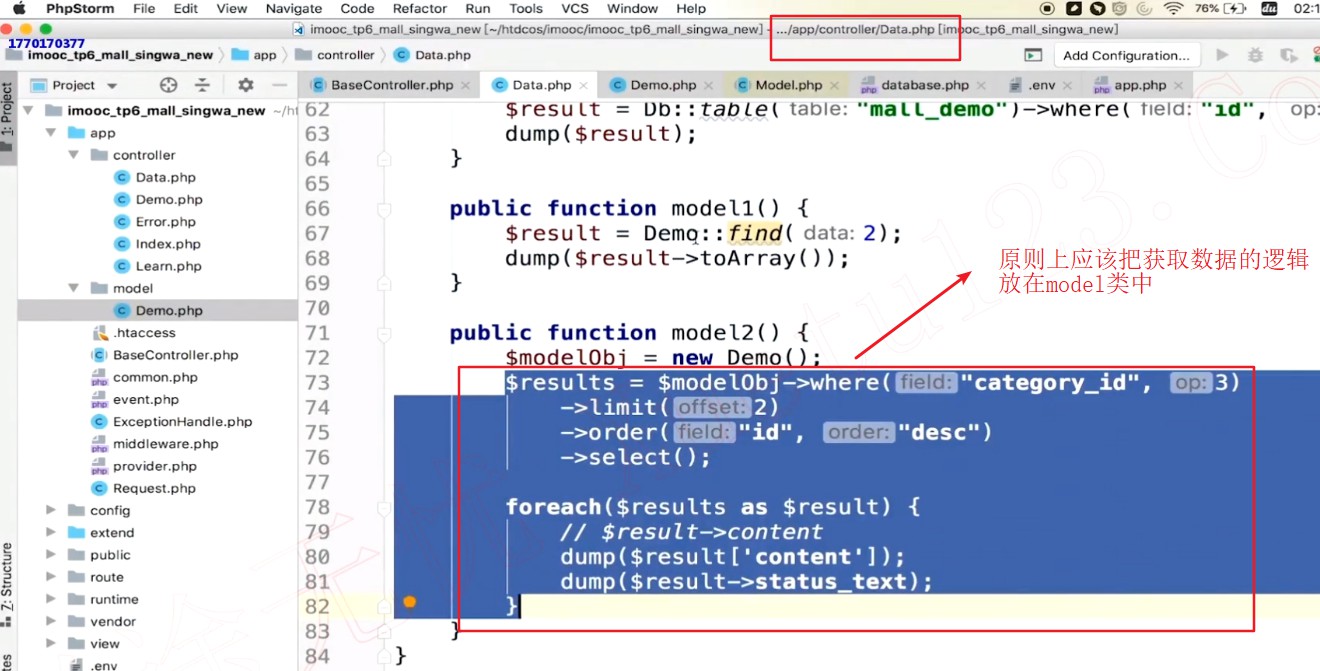 PhpStorm File Edit View Navigate Code Refactor Run Tools VCS Window Help 76% 02:1
imooc_tp6_mall_singwa_new [~/htdcos/imooc/imooc_tp6_mall_singwa_new] - .../app/controller/Data.php [imooc_tp6_mall_singwa_new]
1770170377
imooc_tp6_mall_singwa_new app controller Data.php Add Configuration...
Project BaseController.php Data.php Demo.php Model.php database.php .env app.php
1: Project
imooc_tp6_mall_singwa_new ~/ht
app
controller
Data.php
Demo.php
Error.php
Index.php
Learn.php
model
Demo.php
.htaccess
BaseController.php
common.php
event.php
ExceptionHandle.php
middleware.php
provider.php
Request.php
config
extend
public
route
runtime
vendor
view
.env
7: Structure
62 $result = Db::table( table: "mall_demo")->where( field: "id", op:
63 dump($result);
64 }
65
66 public function model1() {
67 $result = Demo::find( data: 2);
68 dump($result->toArray());
69 }
70
71 public function model2() {
72 $modelObj = new Demo();
73 $results = $modelObj->where( field: "category_id", op: 3)
74 ->limit( offset: 2)
75 ->order( field: "id", order: "desc")
76 ->select();
77
78 foreach($results as $result) {
79 // $result->content
80 dump($result['content']);
81 dump($result->status_text);
82 }
83 }
84 }
原则上应该把获取数据的逻辑
放在model类中